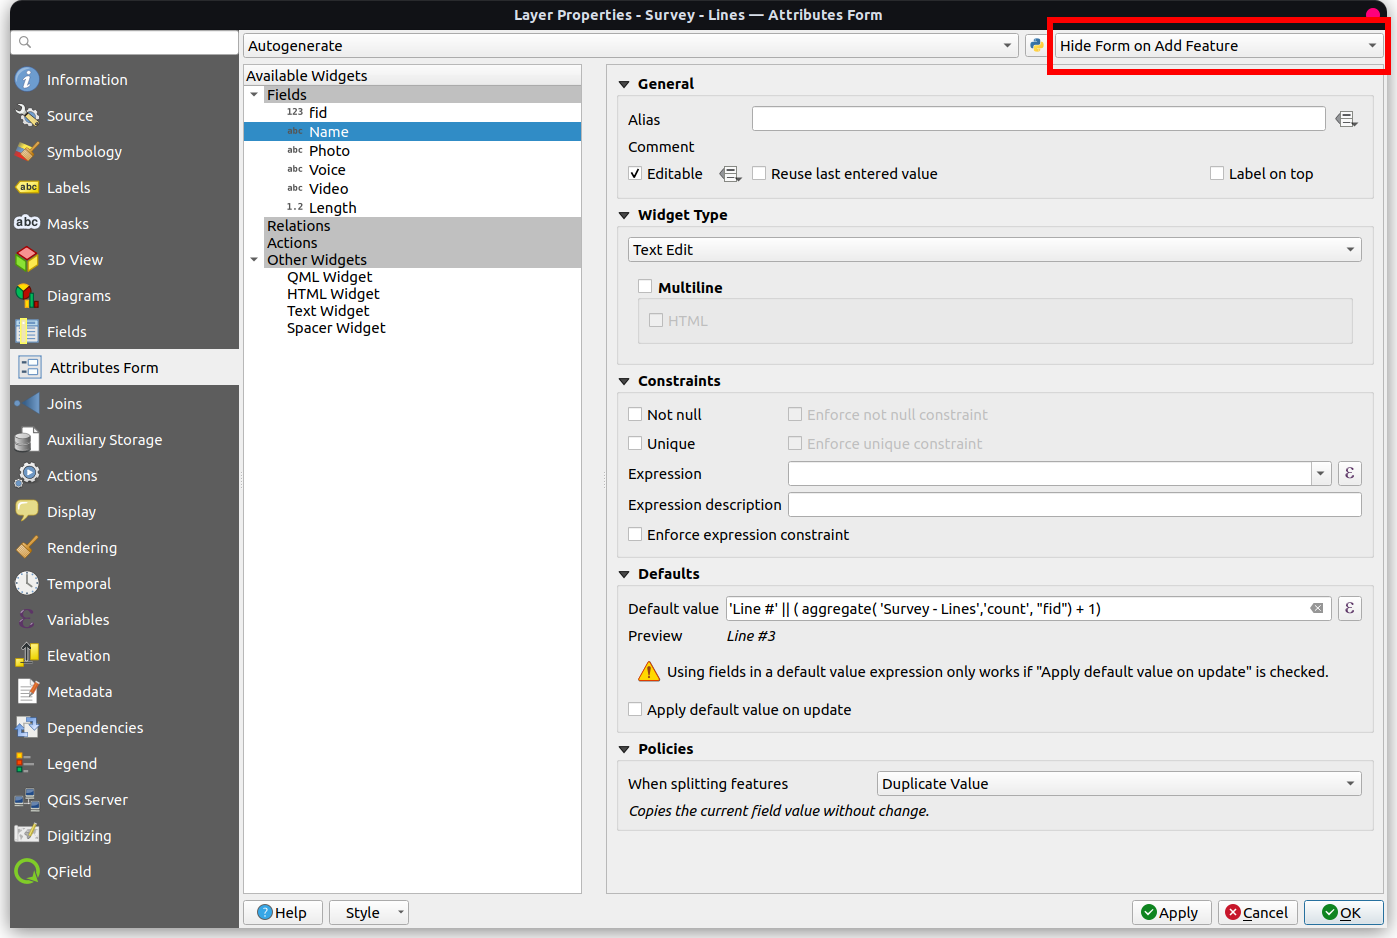 Layer Properties - Survey - Lines — Attributes Form
Autogenerate
Hide Form on Add Feature
Information
Source
Symbology
abc Labels
abc Masks
3D View
Diagrams
Fields
Attributes Form
Joins
Auxiliary Storage
Actions
Display
Rendering
Temporal
ε Variables
Elevation
Metadata
Dependencies
Legend
QGIS Server
Digitizing
QField
Available Widgets
Fields
123 fid
abc Name
abc Photo
abc Voice
abc Video
1.2 Length
Relations
Actions
Other Widgets
QML Widget
HTML Widget
Text Widget
Spacer Widget
General
Alias
Comment
Editable Reuse last entered value Label on top
Widget Type
Text Edit
Multiline
HTML
Constraints
Not null Enforce not null constraint
Unique Enforce unique constraint
Expression ε
Expression description
Enforce expression constraint
Defaults
Default value 'Line #' || ( aggregate( 'Survey - Lines','count', "fid") + 1) ε
Preview Line #3
Using fields in a default value expression only works if "Apply default value on update" is checked.
Apply default value on update
Policies
When splitting features Duplicate Value
Copies the current field value without change.
Help Style Apply Cancel OK